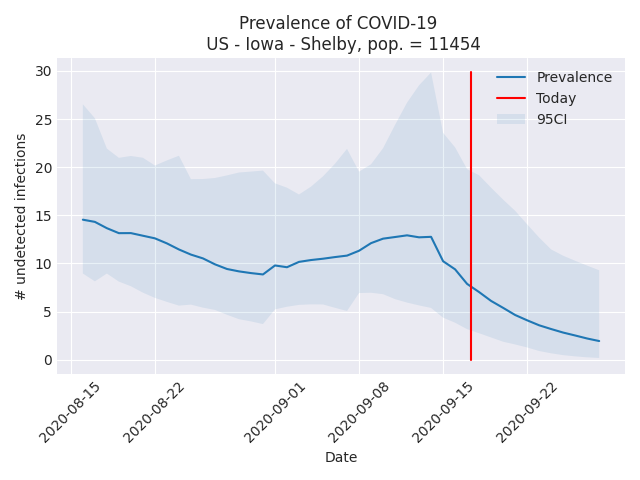 Prevalence of COVID-19
US - Iowa - Shelby, pop. = 11454
# undetected infections
30
25
20
15
10
5
0
Prevalence
Today
95CI
2020-08-15
2020-08-22
2020-09-01
2020-09-08
2020-09-15
2020-09-22
Date